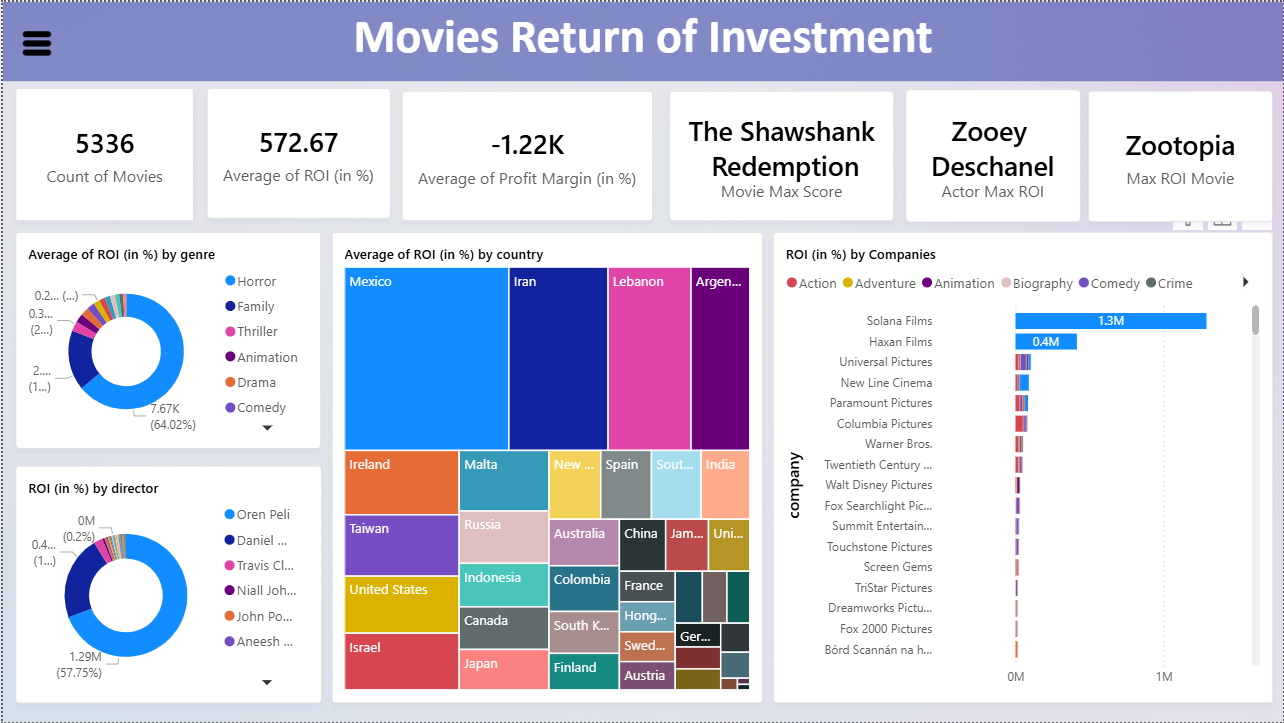 Movies Return of Investment
5336
Count of Movies
572.67
Average of ROI (in %)
-1.22K
Average of Profit Margin (in %)
The Shawshank
Redemption
Movie Max Score
Zooey
Deschanel
Actor Max ROI
Zootopia
Max ROI Movie
Average of ROI (in %) by genre
0.2... (...)
0.3...
(2...)
2....
(1...)
7.67K
(64.02%)
Horror
Family
Thriller
Animation
Drama
Comedy
ROI (in %) by director
0M
(0.2%)
0.4...
(1...)
1.29M
(57.75%)
Oren Peli
Daniel ...
Travis Cl...
Niall Joh...
John Po...
Aneesh ...
Average of ROI (in %) by country
Mexico
Iran
Lebanon
Argen...
Ireland
Taiwan
United States
Israel
Malta
Russia
Indonesia
Canada
Japan
New ...
Spain
Sout...
India
Australia
Colombia
South K...
Finland
China
Jam...
Uni...
France
Hong...
Swed...
Austria
Ger...
ROI (in %) by Companies
Action
Adventure
Animation
Biography
Comedy
Crime
company
Solana Films
1.3M
Haxan Films
0.4M
Universal Pictures
New Line Cinema
Paramount Pictures
Columbia Pictures
Warner Bros.
Twentieth Century ...
Walt Disney Pictures
Fox Searchlight Pic...
Summit Entertain...
Touchstone Pictures
Screen Gems
TriStar Pictures
Dreamworks Pictu...
Fox 2000 Pictures
Bórd Scannán na h...
0M
1M